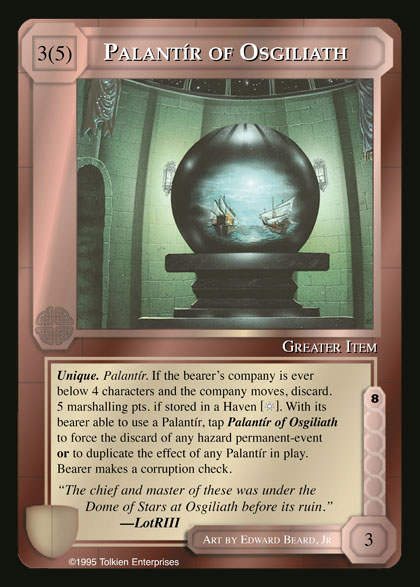 3(5)
PALANTÍR OF OSGILIATH
GREATER ITEM
Unique. Palantír. If the bearer's company is ever
below 4 characters and the company moves, discard.
5 marshalling pts. if stored in a Haven [☼]. With its
bearer able to use a Palantír, tap Palantír of Osgiliath
to force the discard of any hazard permanent-event
or to duplicate the effect of any Palantír in play.
Bearer makes a corruption check.
“The chief and master of these was under the
Dome of Stars at Osgiliath before its ruin.”
—LotRIII
8
ART BY EDWARD BEARD, JR
3
©1995 Tolkien Enterprises